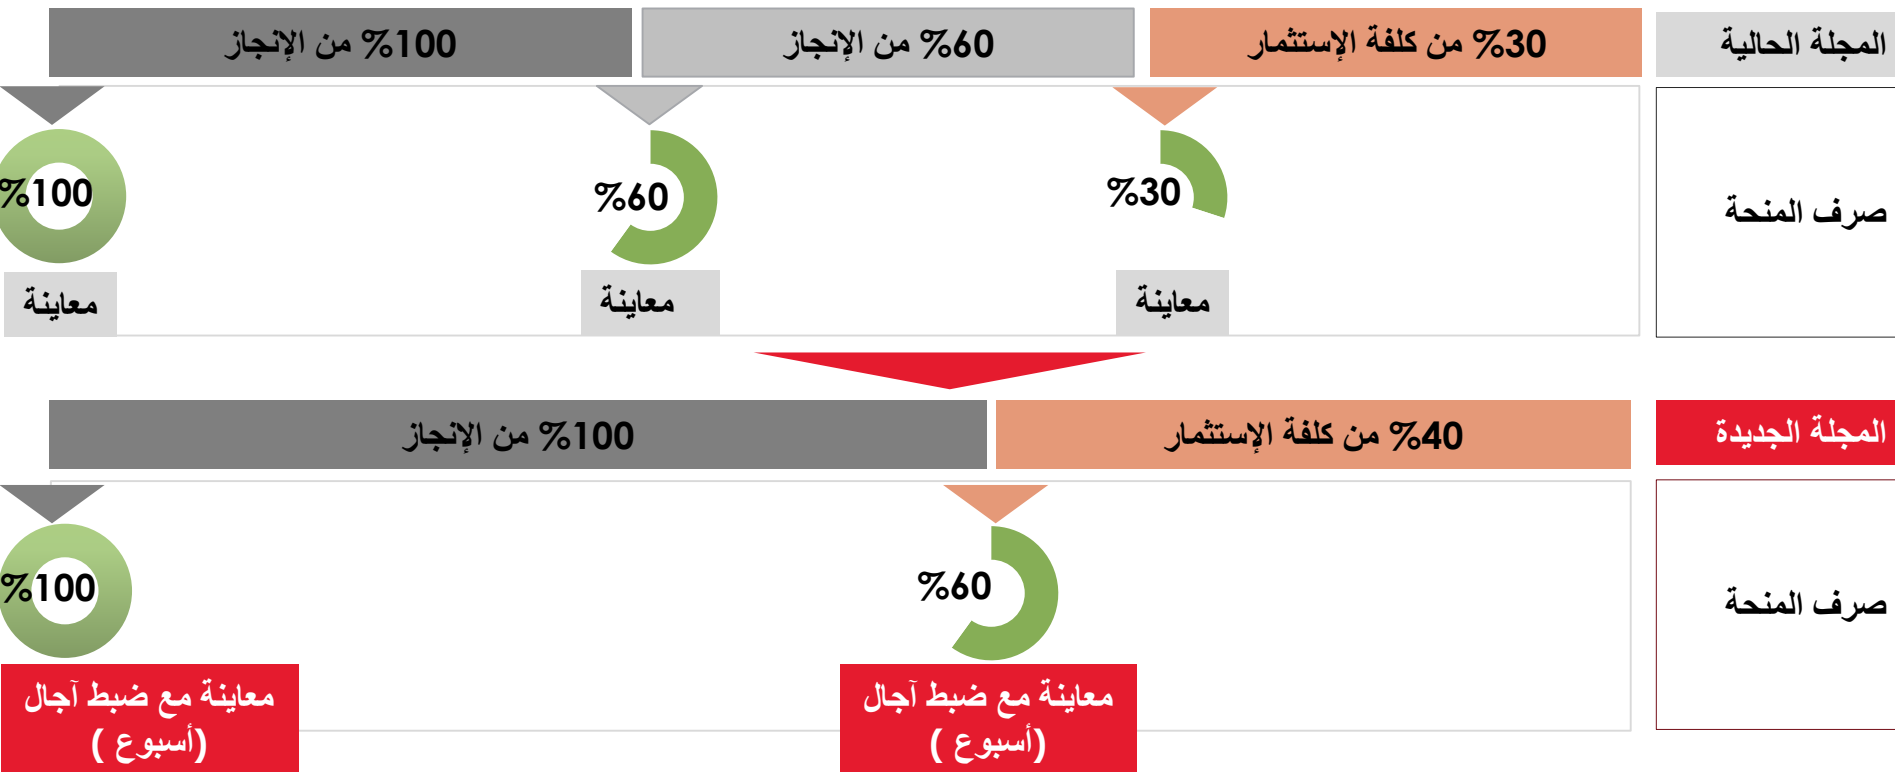 المجلة الحالية
%30 من كلفة الإستثمار
%60 من الإنجاز
%100 من الإنجاز
صرف المنحة
%30
%60
%100
معاينة
معاينة
معاينة
المجلة الجديدة
%40 من كلفة الإستثمار
%100 من الإنجاز
صرف المنحة
%60
%100
معاينة مع ضبط آجال
(أسبوع )
معاينة مع ضبط آجال
(أسبوع )